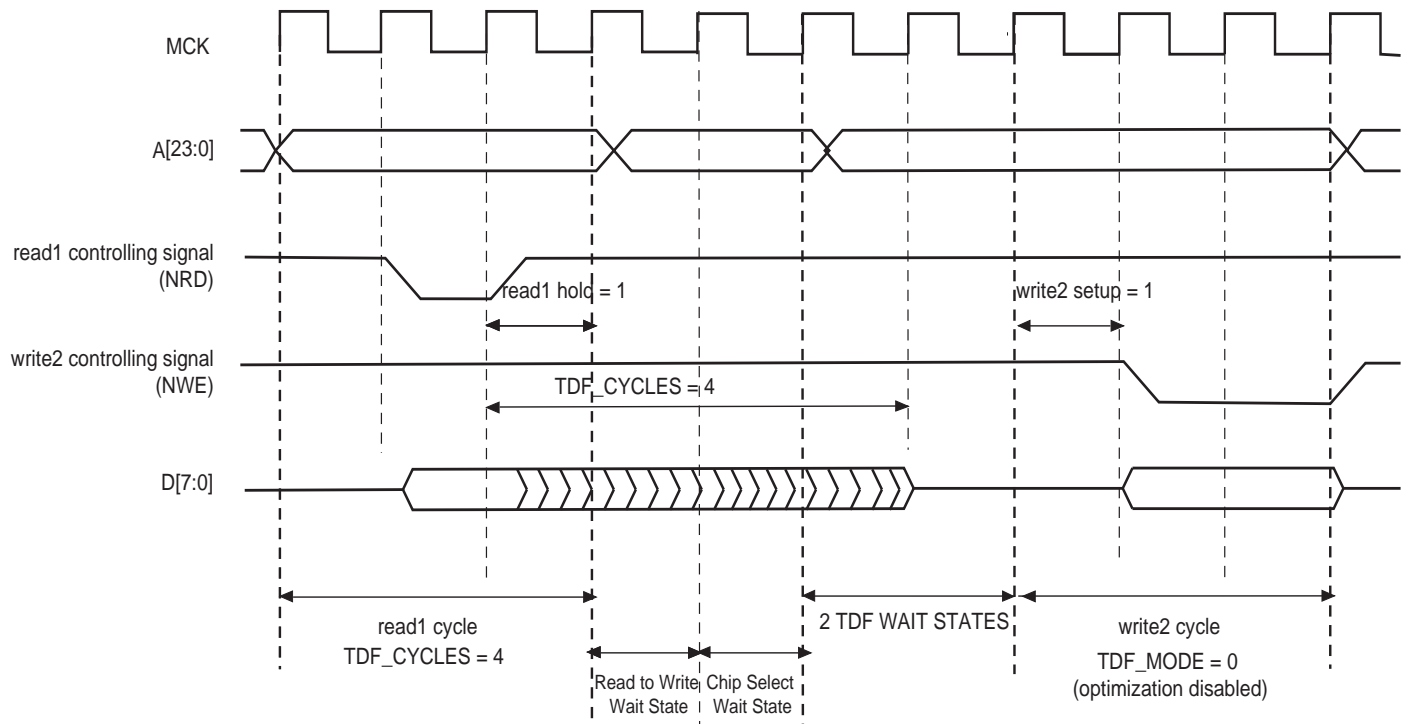 MCK
A[23:0]
read1 controlling signal
(NRD)
read1 hold = 1
write2 setup = 1
write2 controlling signal
(NWE)
TDF_CYCLES = 4
D[7:0]
read1 cycle
TDF_CYCLES = 4
2 TDF WAIT STATES
write2 cycle
TDF_MODE = 0
(optimization disabled)
Read to Write
Wait State
Chip Select
Wait State